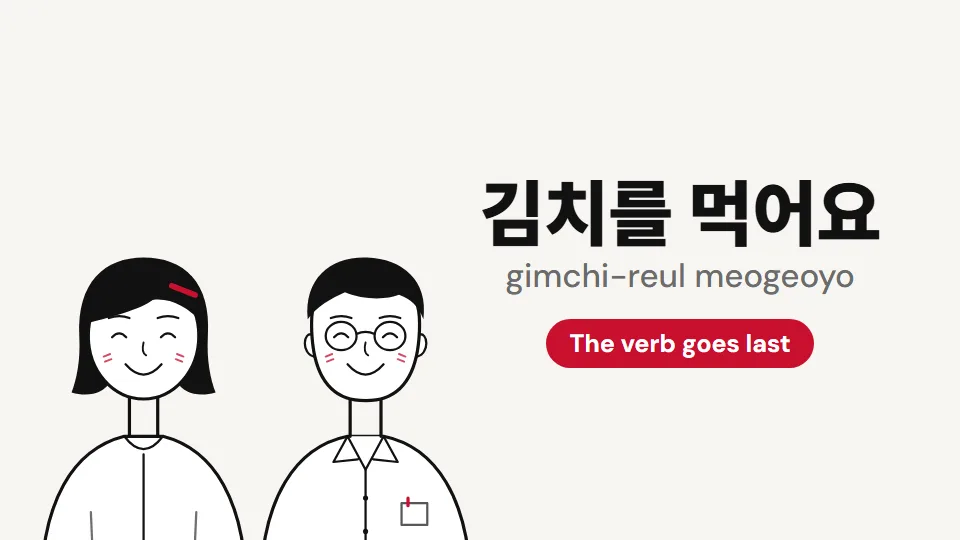 김치를 먹어요
gimchi-reul meogeoyo
The verb goes last